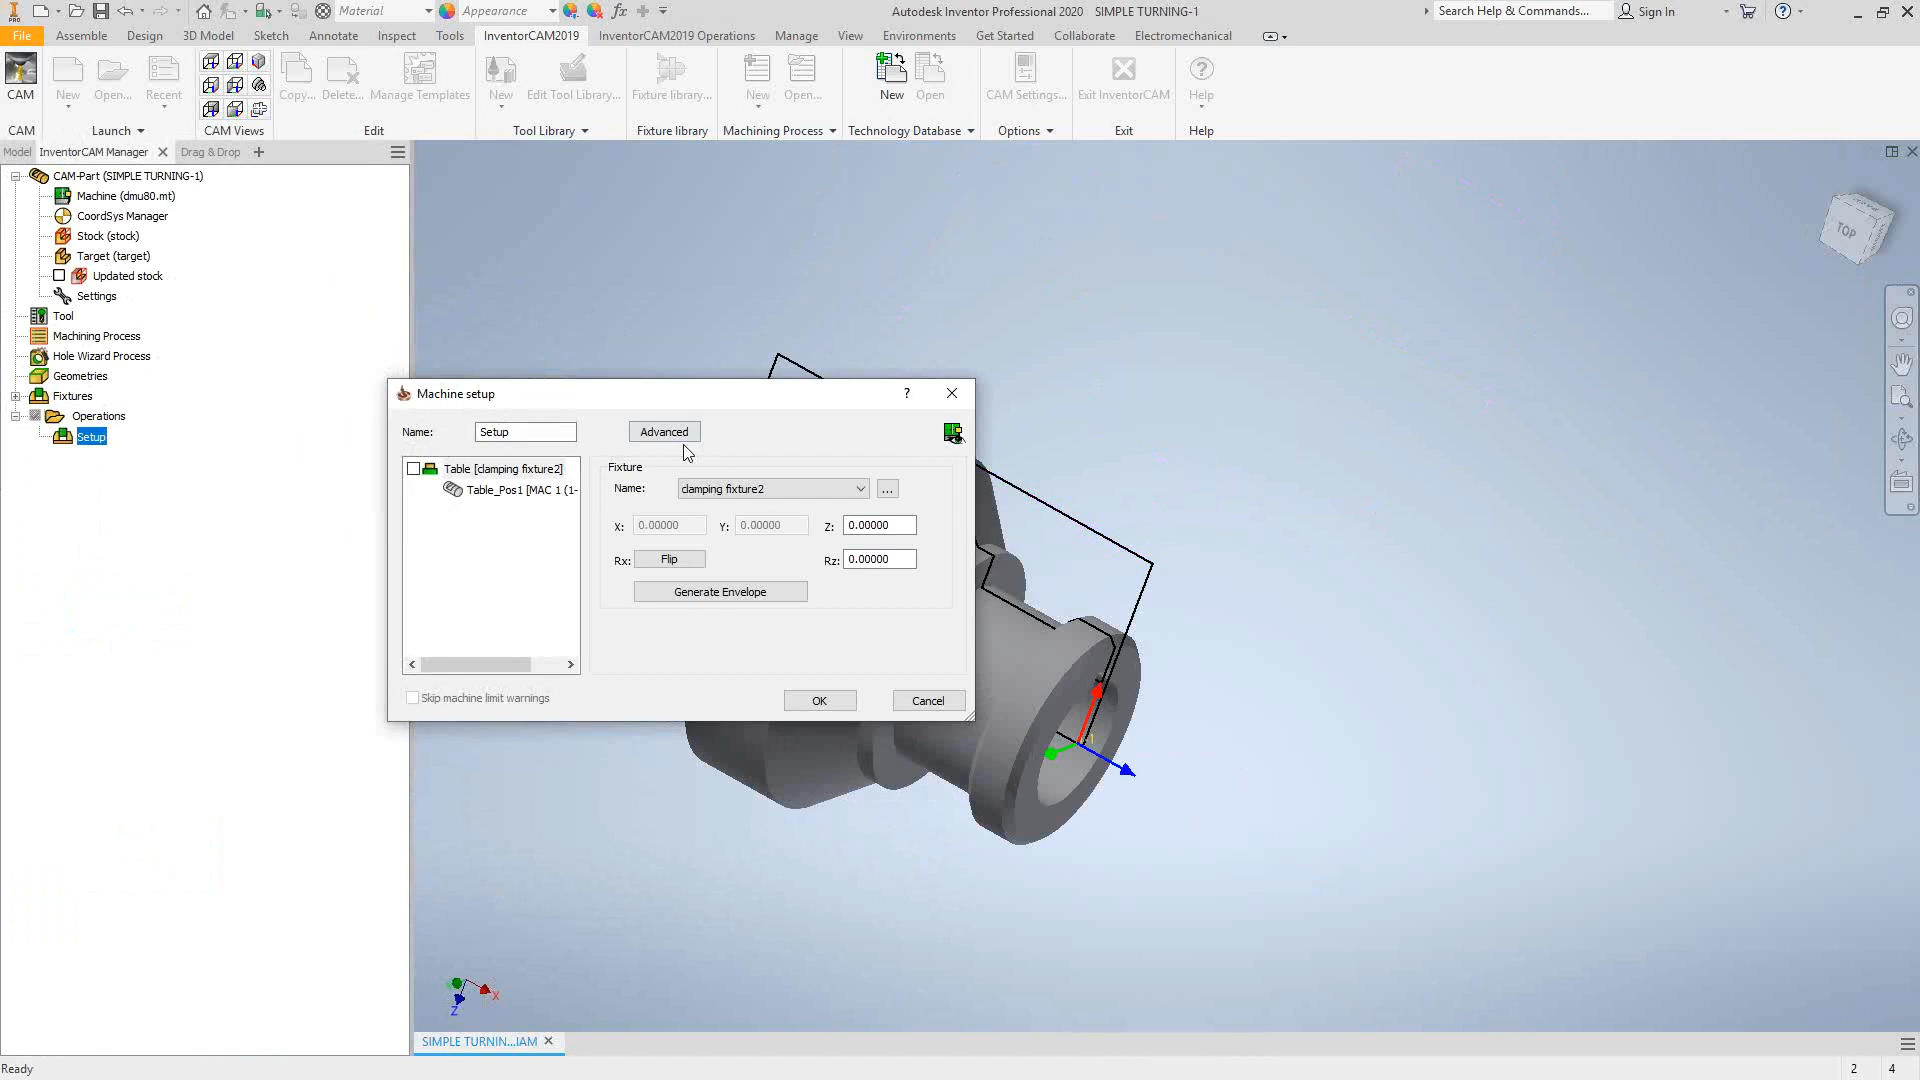 Material
Appearance
fx
Autodesk Inventor Professional 2020 SIMPLE TURNING-1
Search Help & Commands...
Sign In
PRO
File Assemble Design 3D Model Sketch Annotate Inspect Tools InventorCAM2019 InventorCAM2019 Operations Manage View Environments Get Started Collaborate Electromechanical
CAM New Open... Recent Copy... Delete... Manage Templates New Edit Tool Library... Fixture library... New Open... New Open CAM Settings... Exit InventorCAM Help
CAM Launch CAM Views Edit Tool Library Fixture library Machining Process Technology Database Options Exit Help
Model InventorCAM Manager Drag & Drop
CAM-Part (SIMPLE TURNING-1)
Machine (dmu80.mt)
CoordSys Manager
Stock (stock)
Target (target)
Updated stock
Settings
Tool
Machining Process
Hole Wizard Process
Geometries
Fixtures
Operations
Setup
Machine setup
?
Name: Setup Advanced
Table [clamping fixture2]
Table_Pos1 [MAC 1 (1-
Fixture
Name: clamping fixture2 ...
X: 0.00000 Y: 0.00000 Z: 0.00000
Rx: Flip Rz: 0.00000
Generate Envelope
Skip machine limit warnings
OK Cancel
TOP
1
X
Z
SIMPLE TURNIN...IAM
Ready
2 4